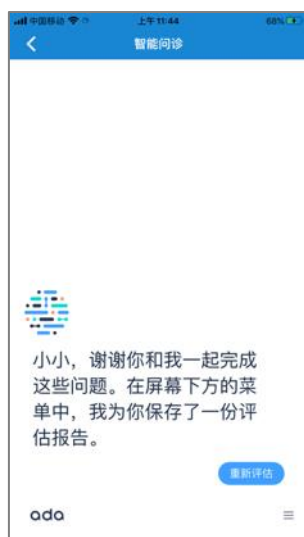 中国移动 上午11:44 68%
智能问诊
小小，谢谢你和我一起完成
这些问题。在屏幕下方的菜
单中，我为你保存了一份评
估报告。
重新评估
ada